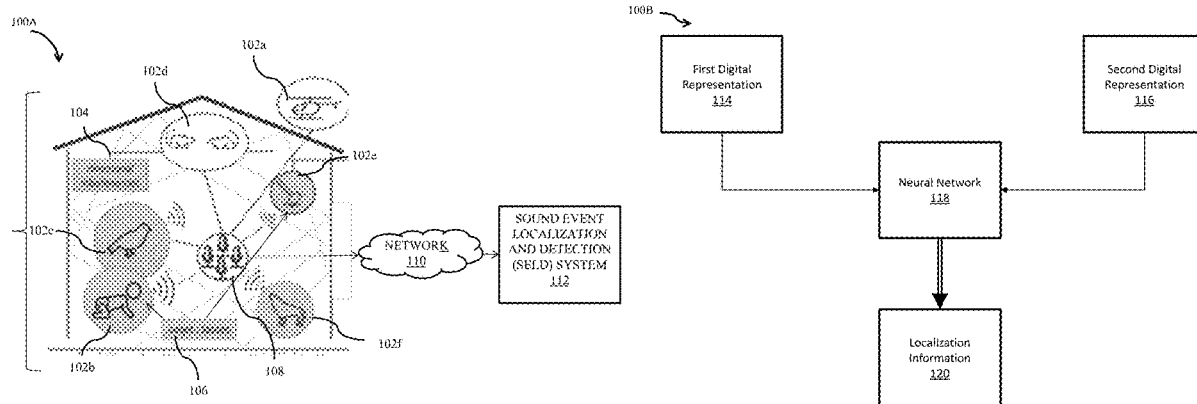 100A
102a
102d
104
102e
102c
NETWORK
110
SOUND EVENT
LOCALIZATION
AND DETECTION
(SELD) SYSTEM
112
102b
106
108
102f
100B
First Digital
Representation
114
Second Digital
Representation
116
Neural Network
118
Localization
Information
120